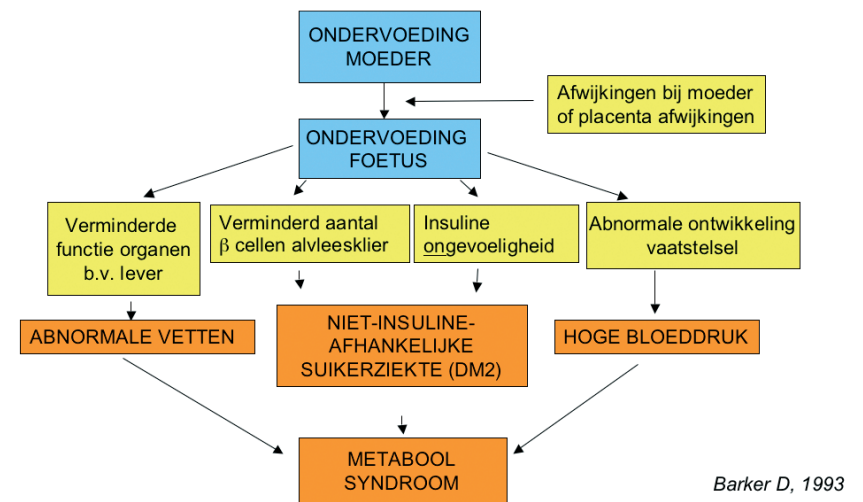 ONDERVOEDING
MOEDER
Afwijkingen bij moeder
of placenta afwijkingen
ONDERVOEDING
FOETUS
Verminderde
functie organen
b.v. lever
Verminderd aantal
β cellen alvleesklier
Insuline
ongevoeligheid
Abnormale ontwikkeling
vaatstelsel
ABNORMALE VETTEN
NIET-INSULINE-
AFHANKELIJKE
SUIKERZIEKTE (DM2)
HOGE BLOEDDRUK
METABOOL
SYNDROOM
Barker D, 1993